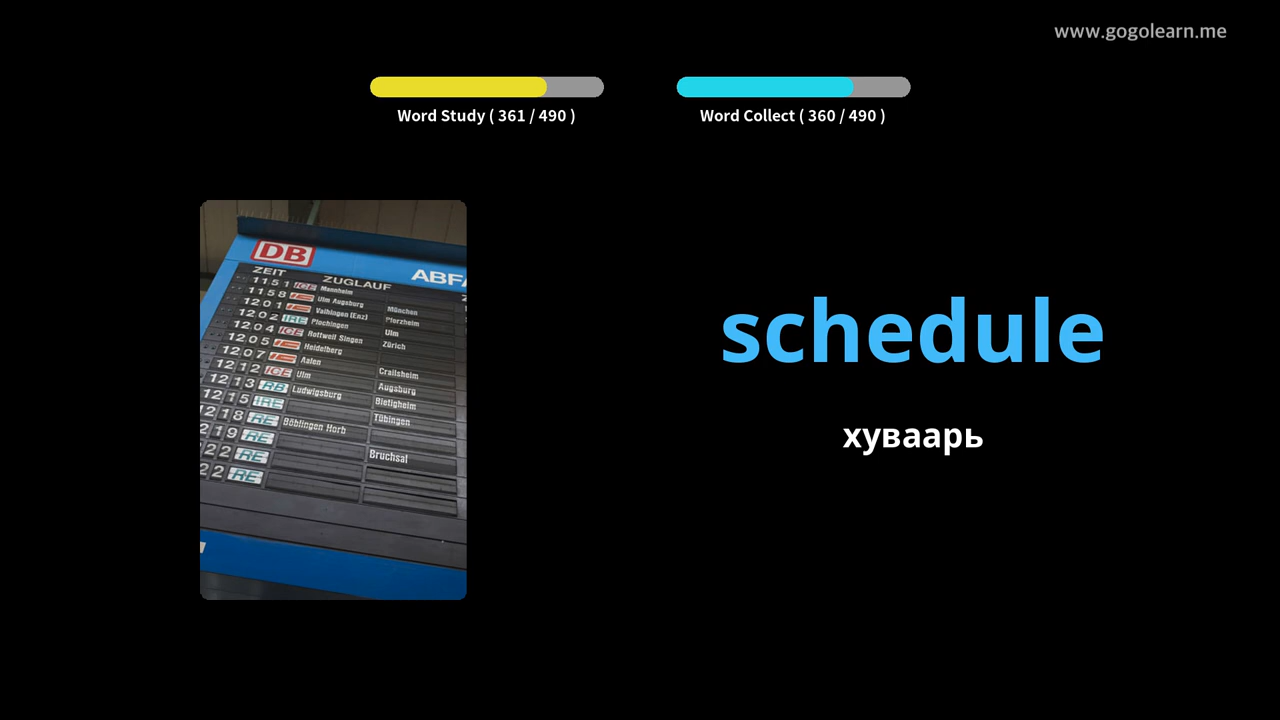 www.gogolearn.me
Word Study ( 361 / 490 )
Word Collect ( 360 / 490 )
schedule
хуваарь
DB
ZEIT ZUGLAUF ABF
1151 ICE Mannheim
1158 Ulm Augsburg München
1201 Vaihingen (Enz) Pforzheim
1202 IRE Plochingen Ulm
1204 ICE Rottweil Singen Zürich
1205 Heidelberg
1207 Aalen Crailsheim
1212 ICE Ulm Augsburg
1213 RB Ludwigsburg Bietigheim
1215 IRE Tübingen
1218 RE Böblingen Horb
219 RE
22 RE Bruchsal
22 RE